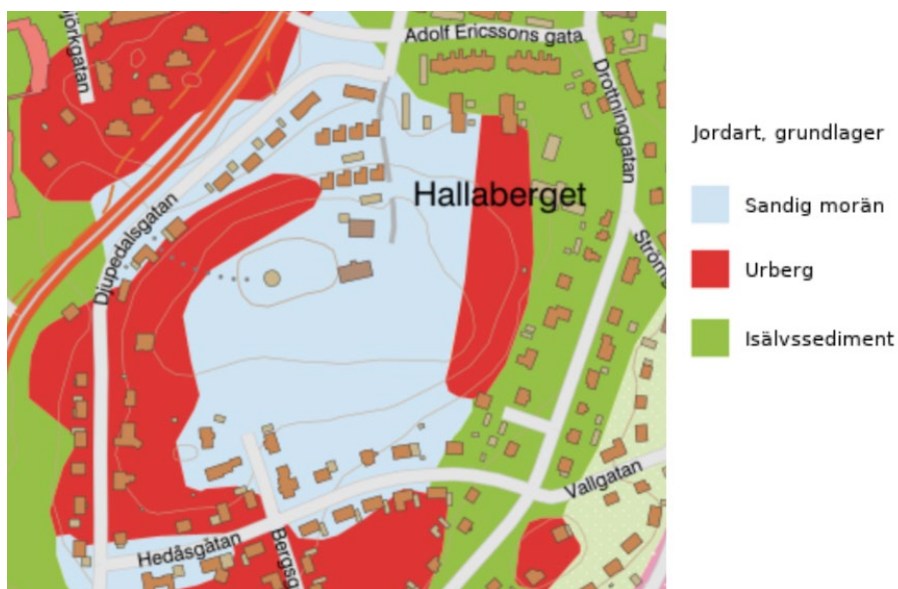 Adolf Ericssons gata
Drottninggatan
Jordart, grundlager
Hallaberget
Sandig morän
Djupedalsgatan
Urberg
Isälvssediment
Vallgatan
Hedåsgatan